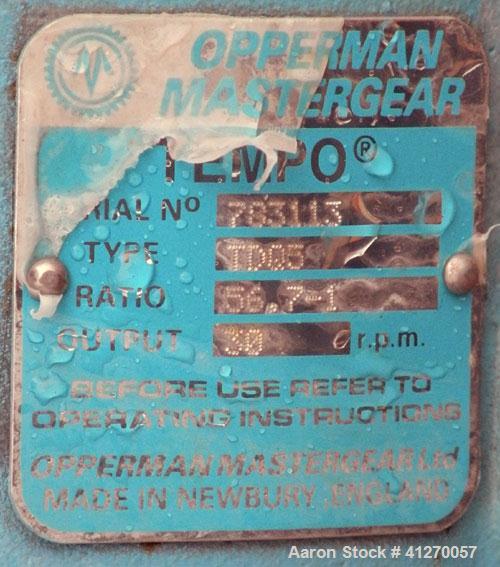 OPPERMAN
MASTERGEAR
TEMPO®
RIAL Nº 783113
TYPE TD05
RATIO 56.7-1
OUTPUT 30 r.p.m.
BEFORE USE REFER TO
OPERATING INSTRUCTIONS
OPPERMAN MASTERGEAR Ltd
MADE IN NEWBURY, ENGLAND
Aaron Stock # 41270057